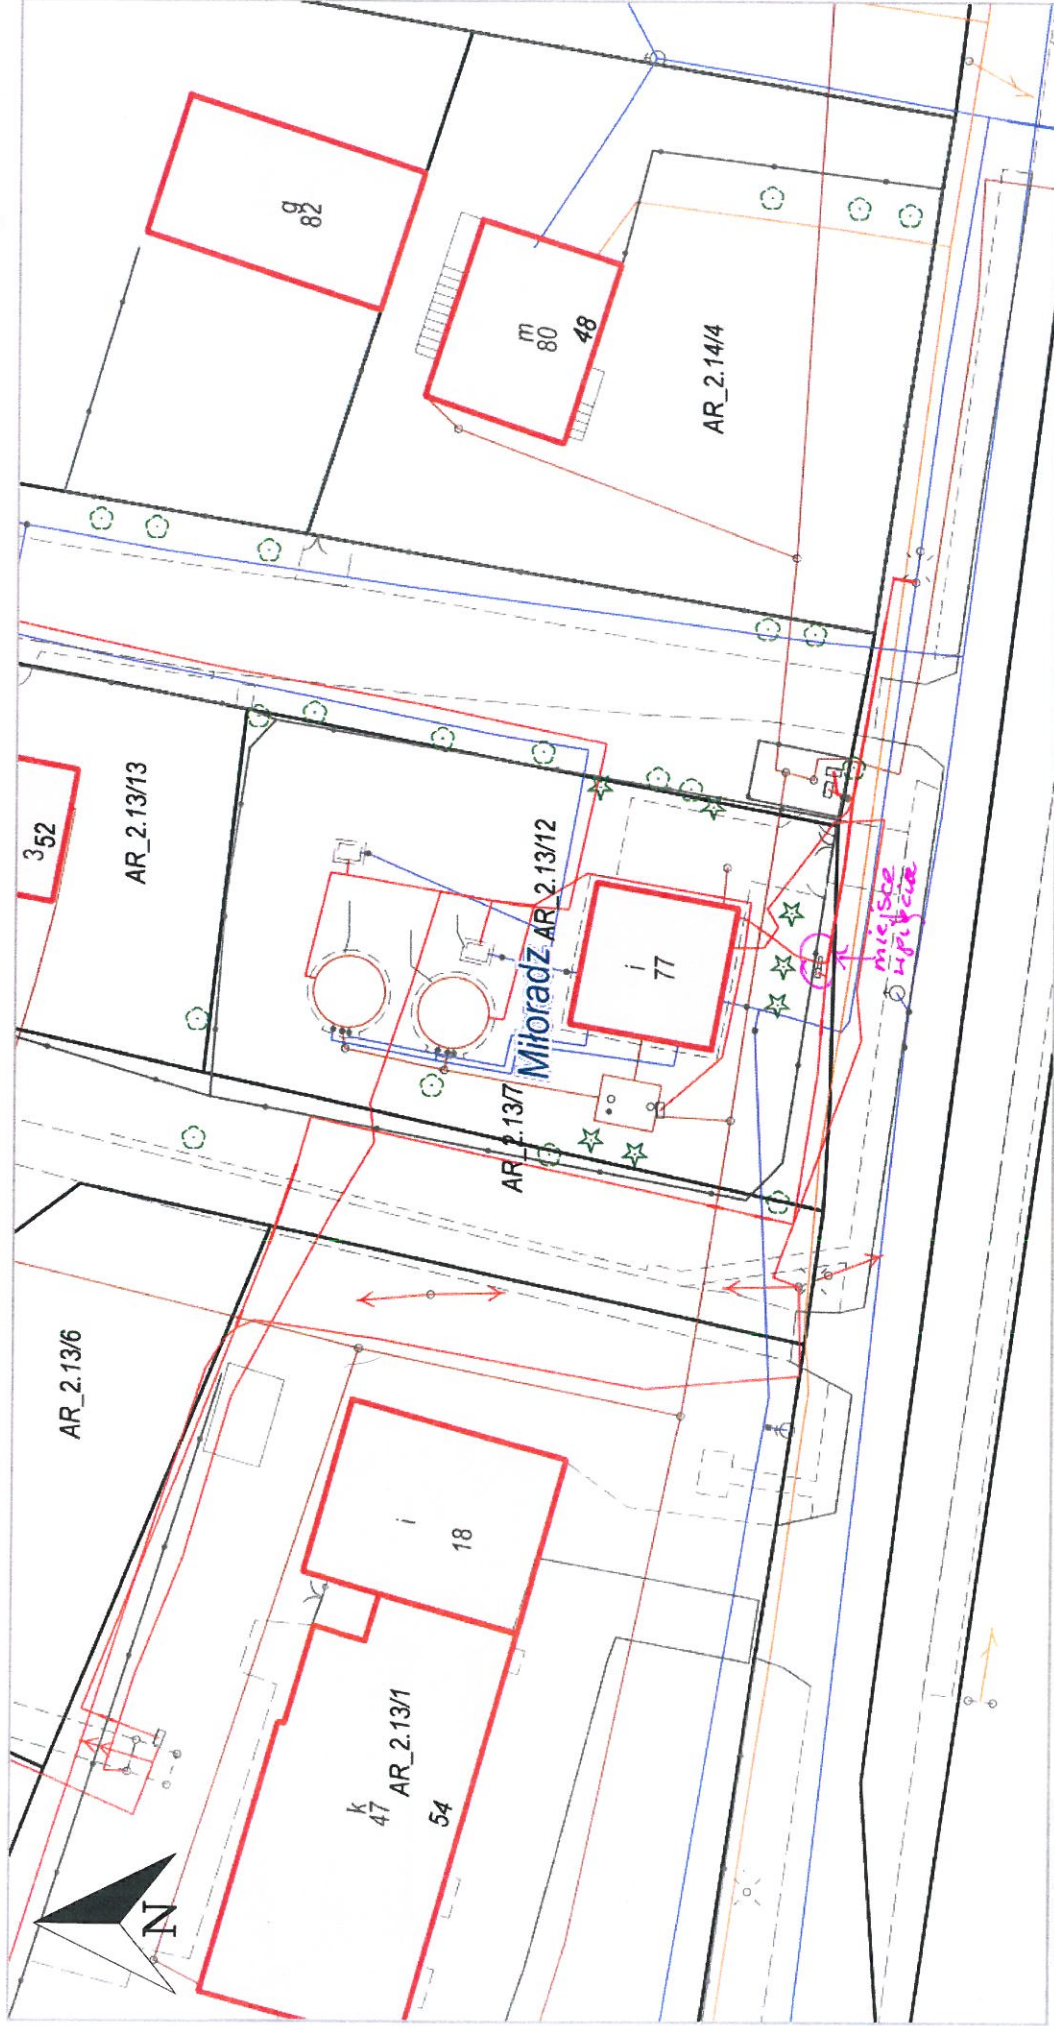 g
82
m
80
48
AR_2.14/4
3
52
AR_2.13/13
AR_2.13/12
Miłoradz
i
77
AR_2.13/7
miejsce
wpięcia
AR_2.13/6
i
18
k
47
AR_2.13/1
54
N